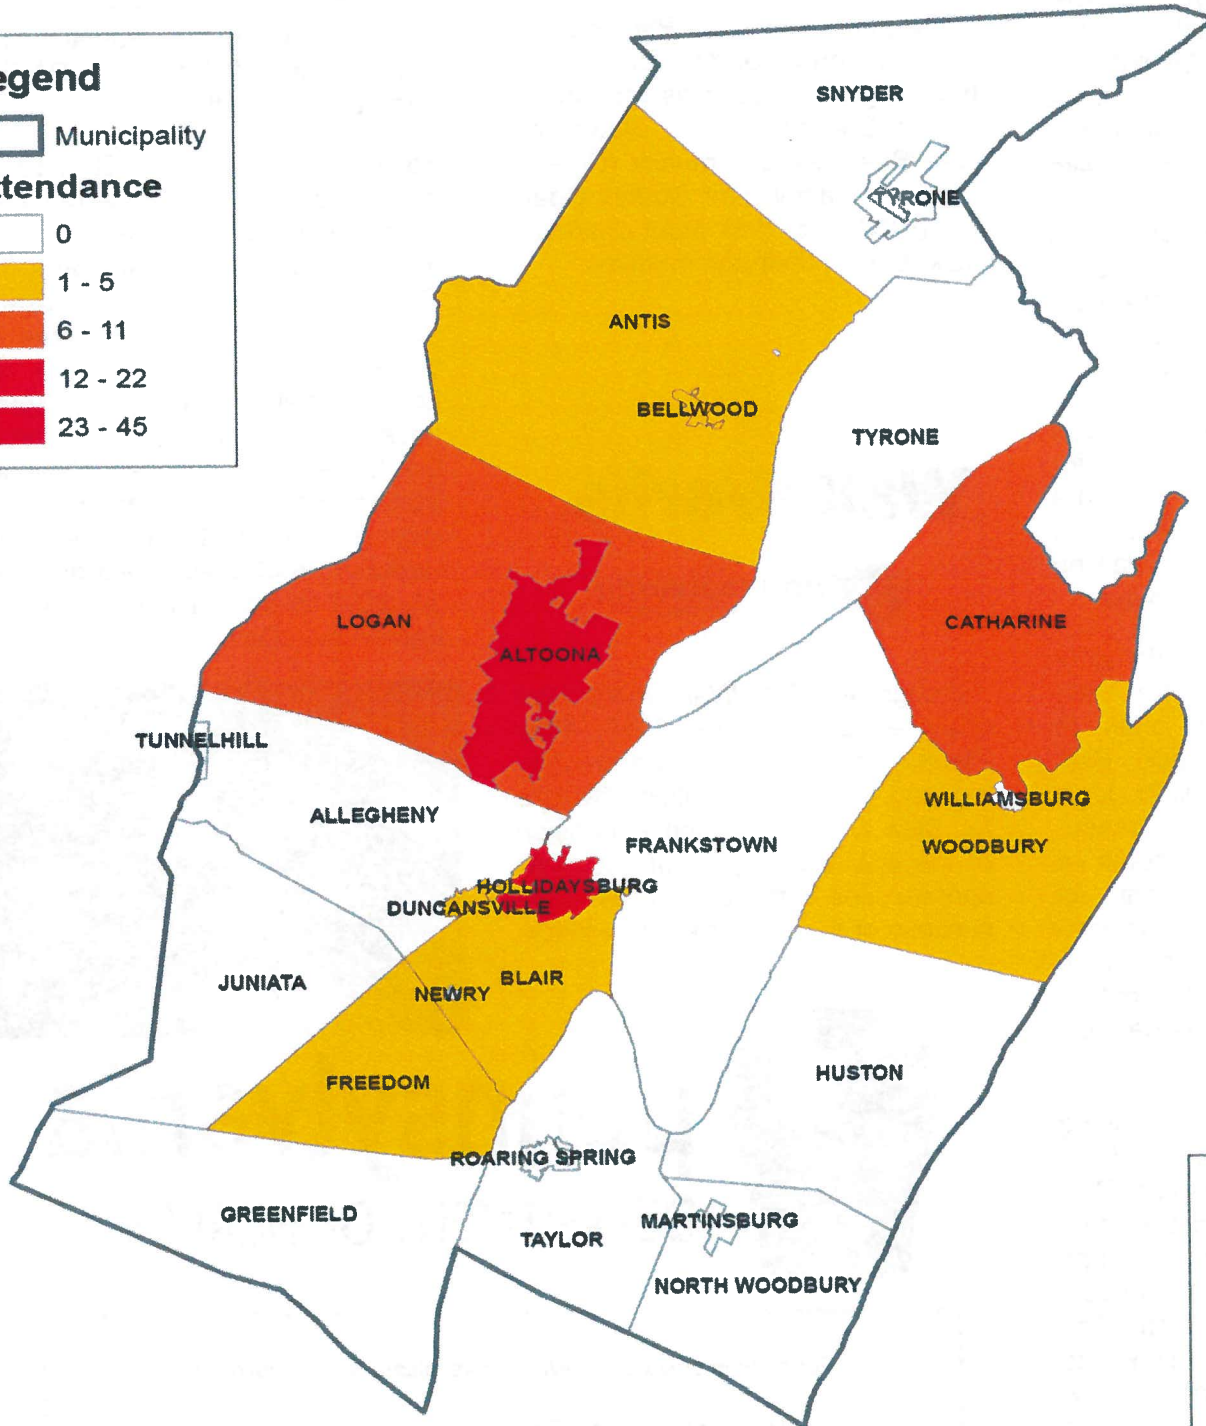 egend
Municipality
ttendance
0
1 - 5
6 - 11
12 - 22
23 - 45
SNYDER
TYRONE
ANTIS
BELLWOOD
TYRONE
LOGAN
ALTOONA
CATHARINE
TUNNELHILL
ALLEGHENY
WILLIAMSBURG
FRANKSTOWN
WOODBURY
HOLLIDAYSBURG
DUNCANSVILLE
JUNIATA
BLAIR
NEWRY
FREEDOM
HUSTON
ROARING SPRING
GREENFIELD
MARTINSBURG
TAYLOR
NORTH WOODBURY